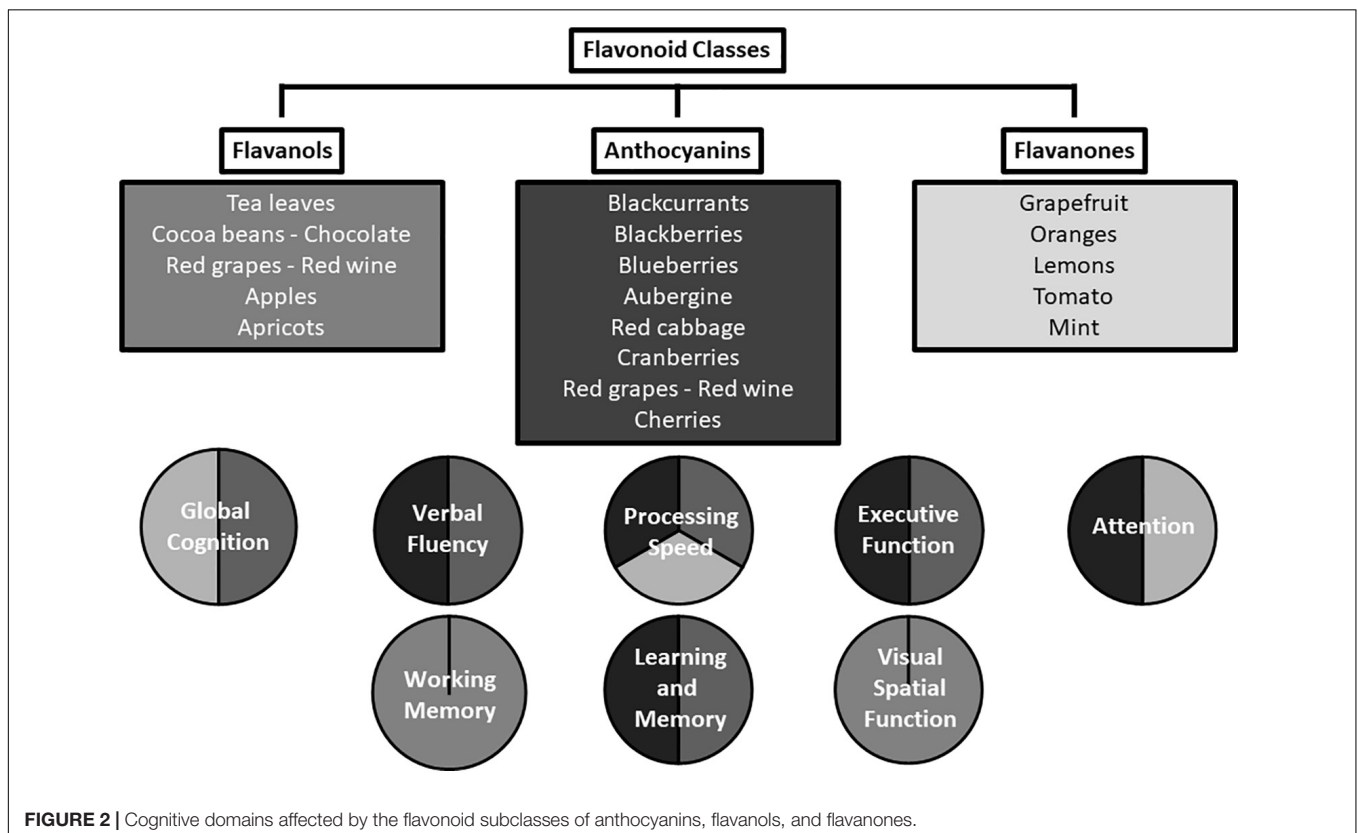 Flavonoid Classes
Flavanols
Anthocyanins
Flavanones
Tea leaves
Cocoa beans - Chocolate
Red grapes - Red wine
Apples
Apricots
Blackcurrants
Blackberries
Blueberries
Aubergine
Red cabbage
Cranberries
Red grapes - Red wine
Cherries
Grapefruit
Oranges
Lemons
Tomato
Mint
Global
Cognition
Verbal
Fluency
Processing
Speed
Executive
Function
Attention
Working
Memory
Learning
and
Memory
Visual
Spatial
Function
FIGURE 2 | Cognitive domains affected by the flavonoid subclasses of anthocyanins, flavanols, and flavanones.